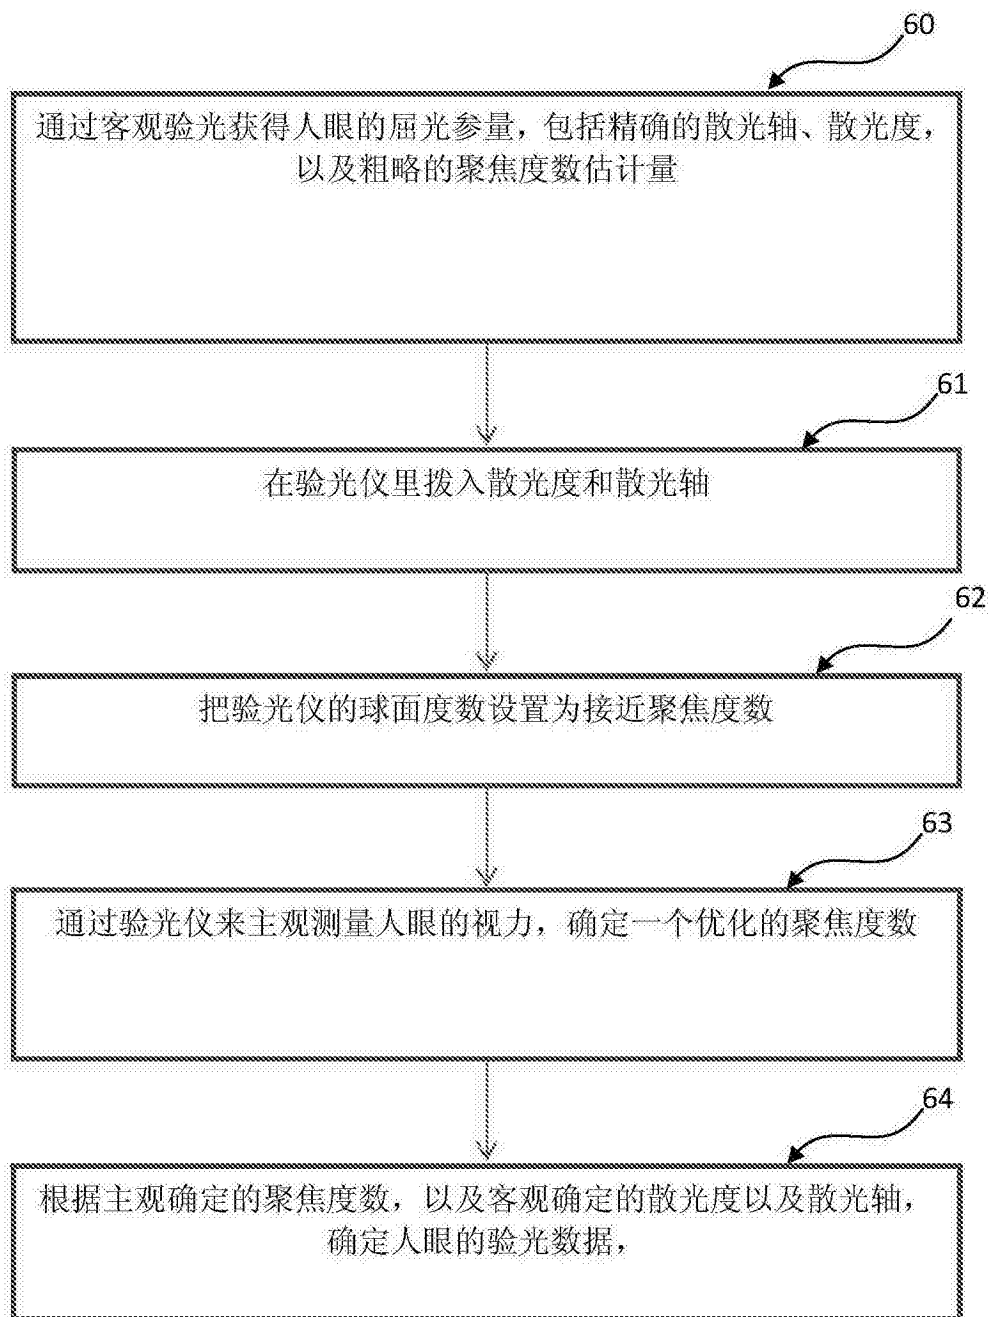 60
通过客观验光获得人眼的屈光参量，包括精确的散光轴、散光度，
以及粗略的聚焦度数估计量
61
在验光仪里拨入散光度和散光轴
62
把验光仪的球面度数设置为接近聚焦度数
63
通过验光仪来主观测量人眼的视力，确定一个优化的聚焦度数
64
根据主观确定的聚焦度数，以及客观确定的散光度以及散光轴，
确定人眼的验光数据，